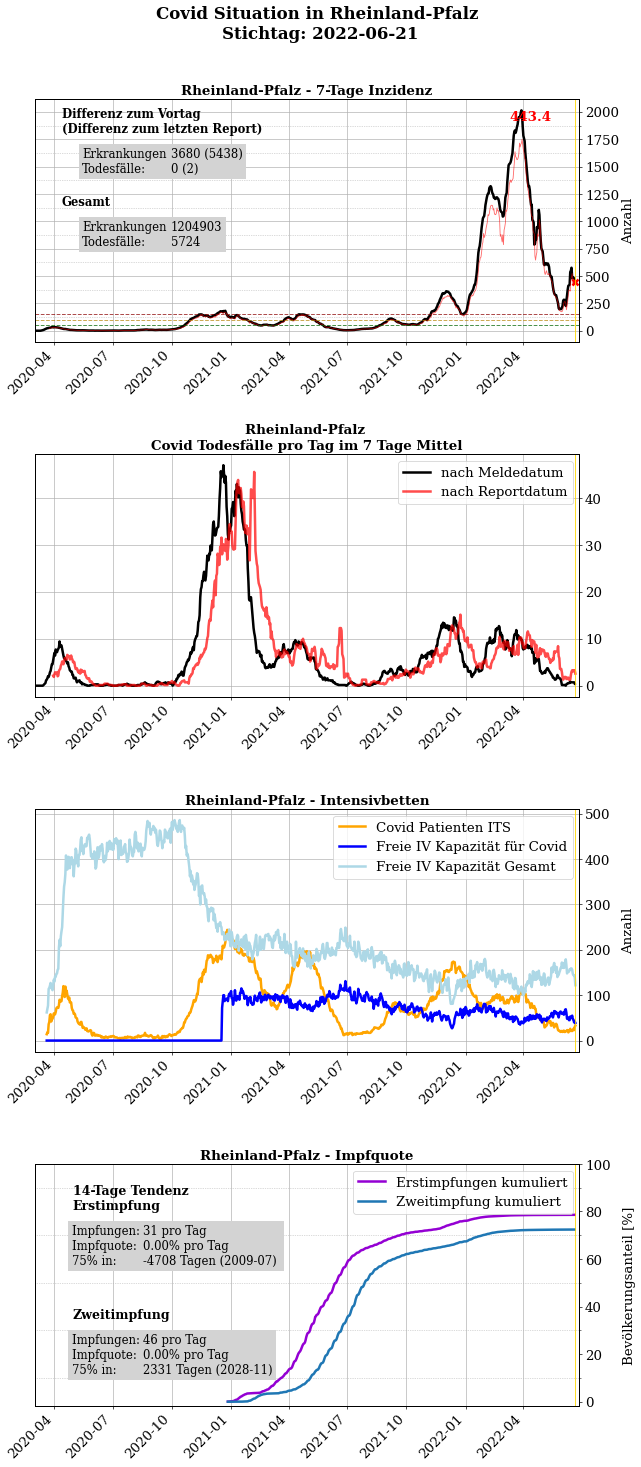 Covid Situation in Rheinland-Pfalz
Stichtag: 2022-06-21
Rheinland-Pfalz - 7-Tage Inzidenz
Differenz zum Vortag
(Differenz zum letzten Report)
Erkrankungen 3680 (5438)
Todesfälle: 0 (2)
Gesamt
Erkrankungen 1204903
Todesfälle: 5724
443.4
2000
1750
1500
1250
1000
750
500
250
0
Anzahl
2020-04
2020-07
2020-10
2021-01
2021-04
2021-07
2021-10
2022-01
2022-04
Rheinland-Pfalz
Covid Todesfälle pro Tag im 7 Tage Mittel
nach Meldedatum
nach Reportdatum
40
30
20
10
0
2020-04
2020-07
2020-10
2021-01
2021-04
2021-07
2021-10
2022-01
2022-04
Rheinland-Pfalz - Intensivbetten
Covid Patienten ITS
Freie IV Kapazität für Covid
Freie IV Kapazität Gesamt
500
400
300
200
100
0
Anzahl
2020-04
2020-07
2020-10
2021-01
2021-04
2021-07
2021-10
2022-01
2022-04
Rheinland-Pfalz - Impfquote
14-Tage Tendenz
Erstimpfung
Impfungen: 31 pro Tag
Impfquote: 0.00% pro Tag
75% in: -4708 Tagen (2009-07)
Zweitimpfung
Impfungen: 46 pro Tag
Impfquote: 0.00% pro Tag
75% in: 2331 Tagen (2028-11)
Erstimpfungen kumuliert
Zweitimpfung kumuliert
100
80
60
40
20
0
Bevölkerungsanteil [%]
2020-04
2020-07
2020-10
2021-01
2021-04
2021-07
2021-10
2022-01
2022-04